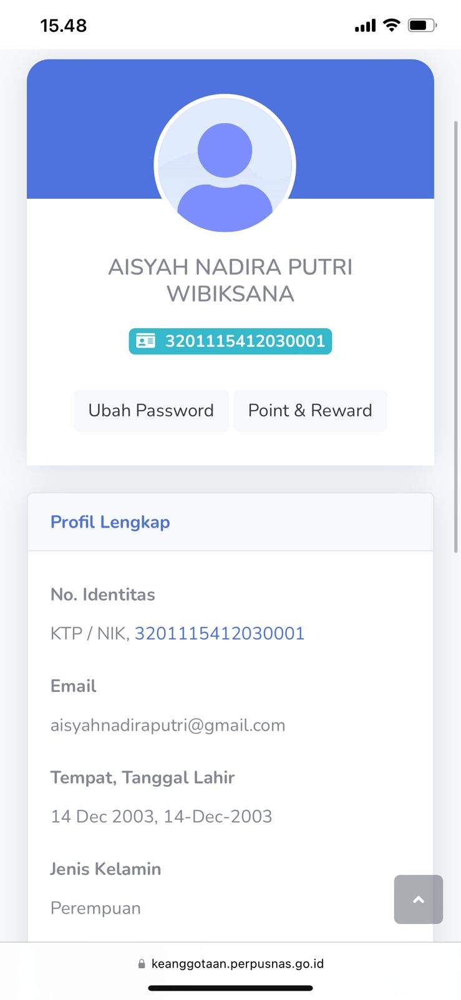 15.48
AISYAH NADIRA PUTRI
WIBIKSANA
3201115412030001
Ubah Password
Point & Reward
Profil Lengkap
No. Identitas
KTP / NIK, 3201115412030001
Email
aisyahnadiraputri@gmail.com
Tempat, Tanggal Lahir
14 Dec 2003, 14-Dec-2003
Jenis Kelamin
Perempuan
keanggotaan.perpusnas.go.id